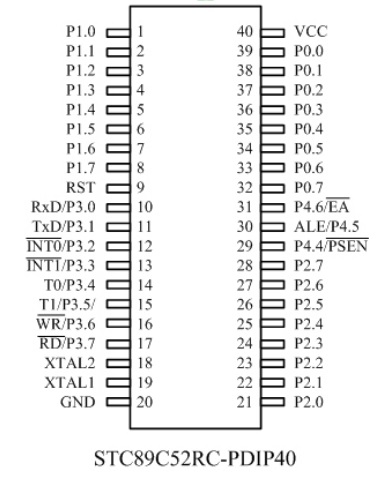 P1.0 1 40 VCC
P1.1 2 39 P0.0
P1.2 3 38 P0.1
P1.3 4 37 P0.2
P1.4 5 36 P0.3
P1.5 6 35 P0.4
P1.6 7 34 P0.5
P1.7 8 33 P0.6
RST 9 32 P0.7
RxD/P3.0 10 31 P4.6/E̅A̅
TxD/P3.1 11 30 ALE/P4.5
I̅N̅T̅0̅/P3.2 12 29 P4.4/P̅S̅E̅N̅
I̅N̅T̅1̅/P3.3 13 28 P2.7
T0/P3.4 14 27 P2.6
T1/P3.5/ 15 26 P2.5
W̅R̅/P3.6 16 25 P2.4
R̅D̅/P3.7 17 24 P2.3
XTAL2 18 23 P2.2
XTAL1 19 22 P2.1
GND 20 21 P2.0
STC89C52RC-PDIP40